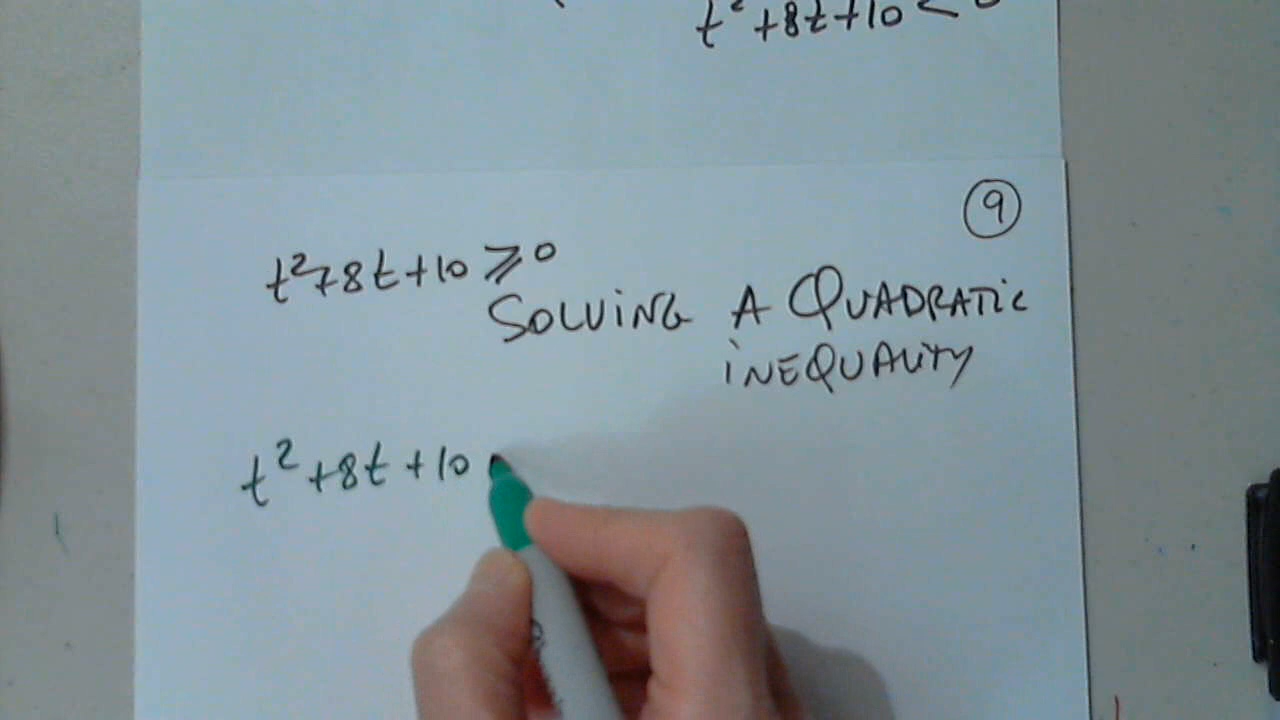 t²+8t+10 <
9
t²+8t+10 ≥ 0
SOLVING A QUADRATIC
INEQUALITY
t²+8t+10